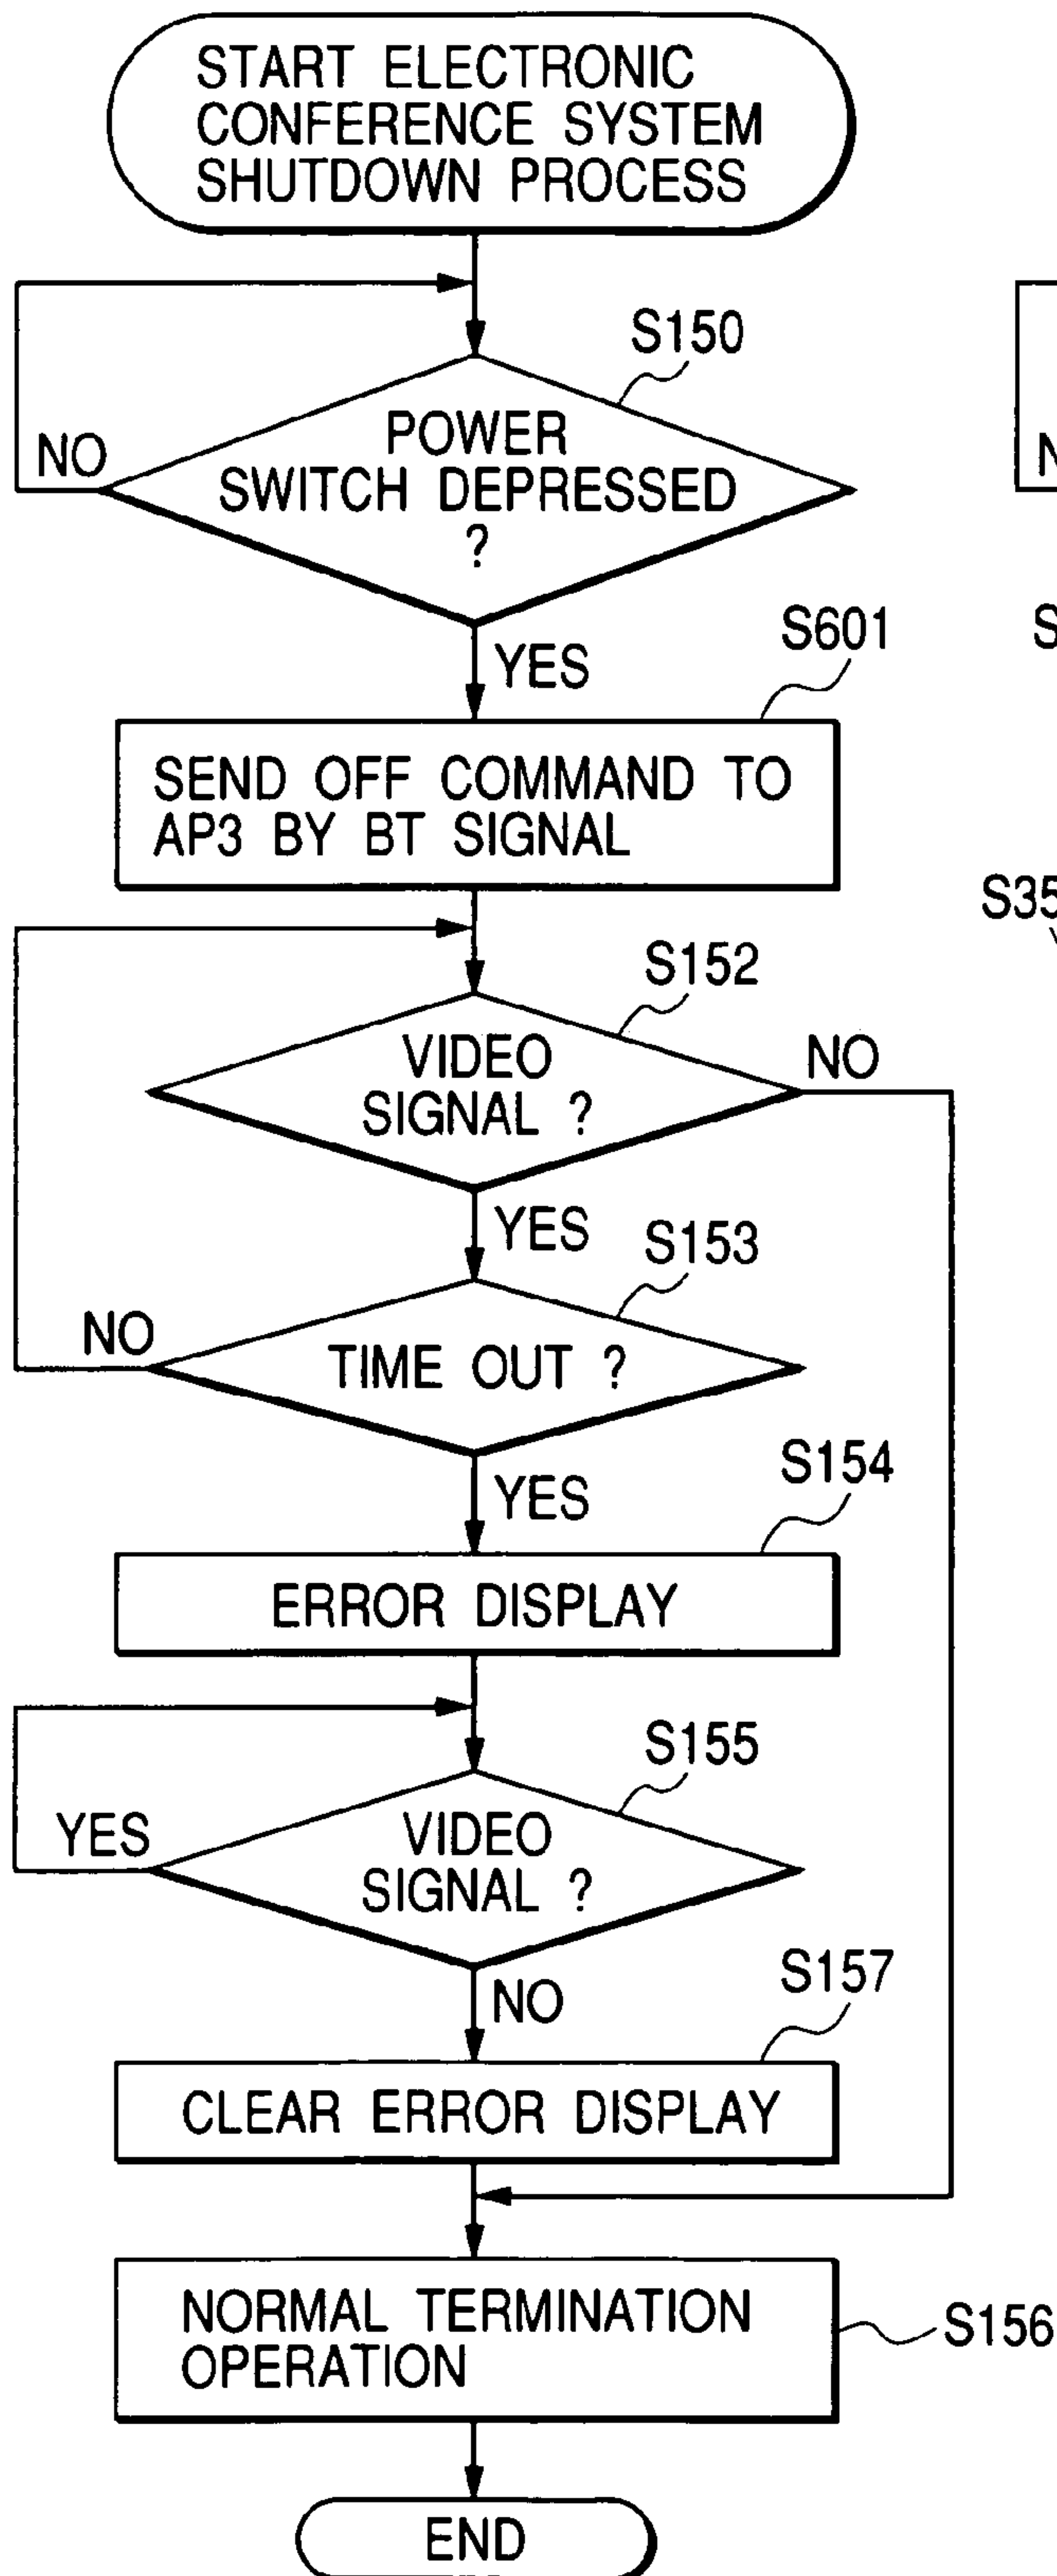 START ELECTRONIC
CONFERENCE SYSTEM
SHUTDOWN PROCESS
S150
NO
POWER
SWITCH DEPRESSED
?
YES
S601
SEND OFF COMMAND TO
AP3 BY BT SIGNAL
S35
S152
VIDEO
SIGNAL ?
NO
YES
S153
NO
TIME OUT ?
YES
S154
ERROR DISPLAY
S155
YES
VIDEO
SIGNAL ?
NO
S157
CLEAR ERROR DISPLAY
NORMAL TERMINATION
OPERATION
S156
END